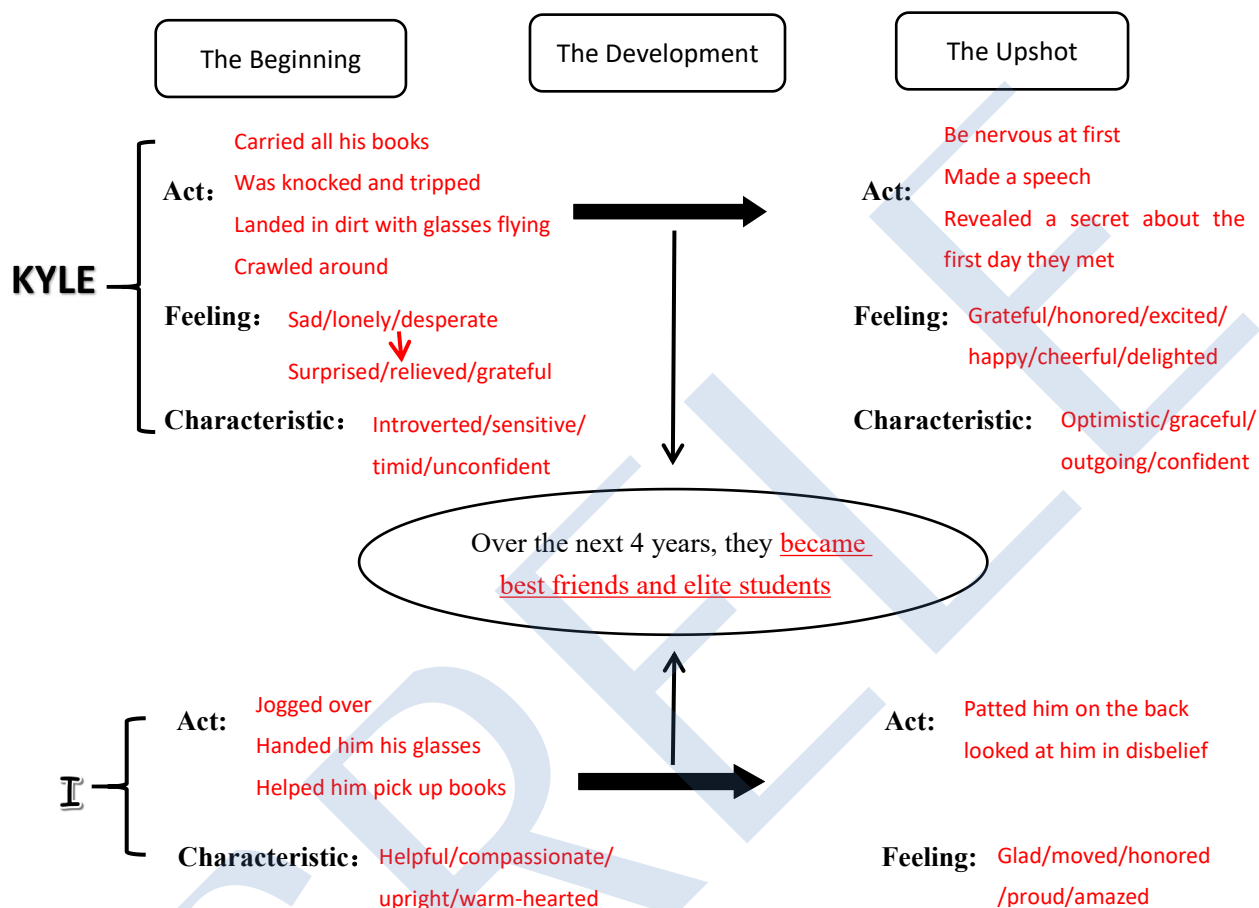 The Beginning
The Development
The Upshot
KYLE
Act：
Carried all his books
Was knocked and tripped
Landed in dirt with glasses flying
Crawled around
Feeling：
Sad/lonely/desperate
Surprised/relieved/grateful
Characteristic：
Introverted/sensitive/
timid/unconfident
Act:
Be nervous at first
Made a speech
Revealed a secret about the
first day they met
Feeling:
Grateful/honored/excited/
happy/cheerful/delighted
Characteristic:
Optimistic/graceful/
outgoing/confident
Over the next 4 years, they became
best friends and elite students
I
Act:
Jogged over
Handed him his glasses
Helped him pick up books
Characteristic：
Helpful/compassionate/
upright/warm-hearted
Act:
Patted him on the back
looked at him in disbelief
Feeling:
Glad/moved/honored
/proud/amazed